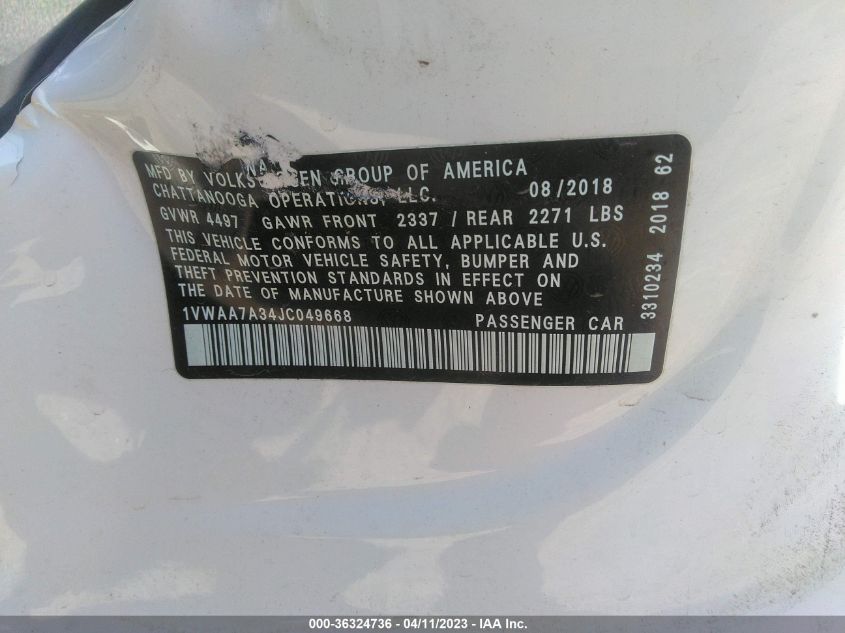 MFD BY VOLKSWAGEN GROUP OF AMERICA
CHATTANOOGA OPERATIONS, LLC. 08/2018
GVWR 4497 GAWR FRONT 2337 / REAR 2271 LBS
THIS VEHICLE CONFORMS TO ALL APPLICABLE U.S.
FEDERAL MOTOR VEHICLE SAFETY, BUMPER AND
THEFT PREVENTION STANDARDS IN EFFECT ON
THE DATE OF MANUFACTURE SHOWN ABOVE
1VWAA7A34JC049668 PASSENGER CAR
3310234 2018 62
000-36324736 - 04/11/2023 - IAA Inc.